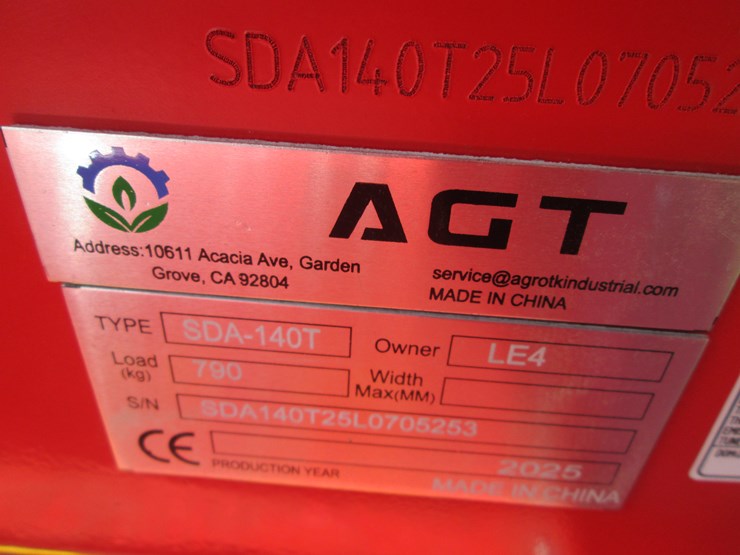 SDA140T25L07052
AGT
Address:10611 Acacia Ave, Garden
Grove, CA 92804
service@agrotkindustrial.com
MADE IN CHINA
TYPE SDA-140T Owner LE4
Load (kg) 790 Width Max(MM)
S/N SDA140T25L0705253
CE
PRODUCTION YEAR 2025
MADE IN CHINA